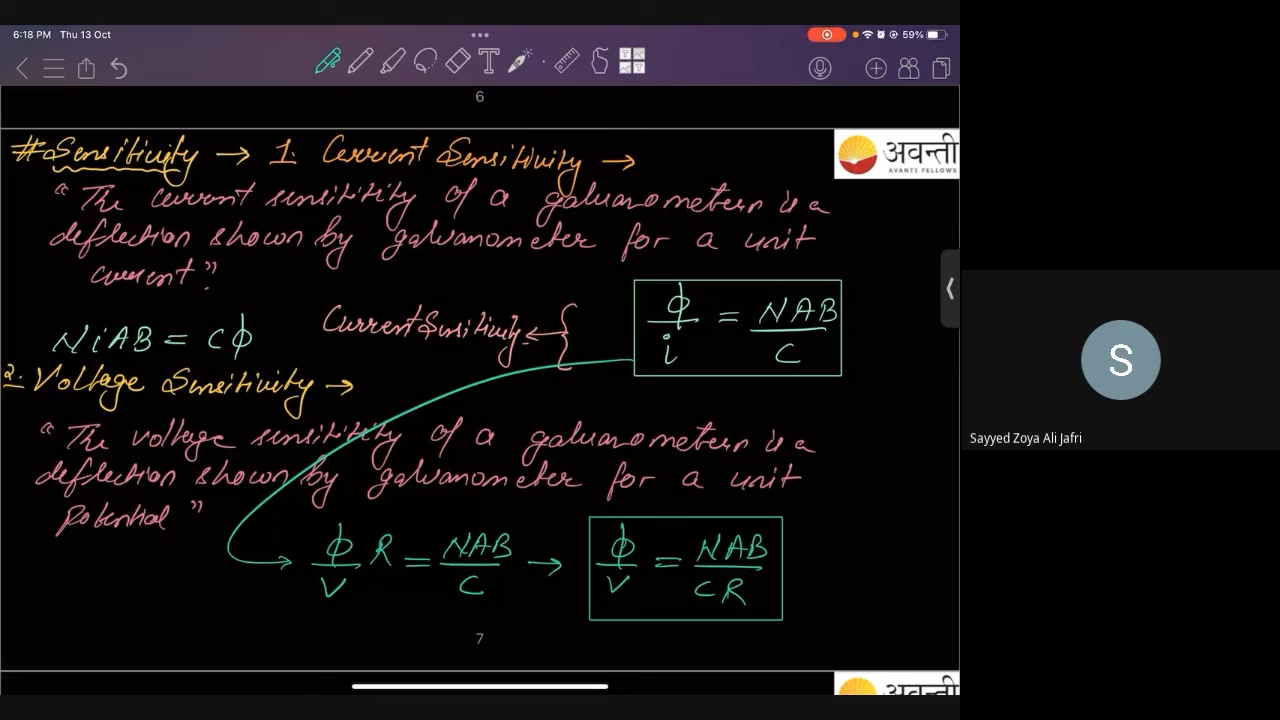 6:18 PM Thu 13 Oct
59%
6
#Sensitivity → 1. Current Sensitivity →
अवन्ती
AVANTI FELLOWS
"The current sensitivity of a galvanometer is a
deflection shown by galvanometer for a unit
current"
NiAB = Cϕ
Current Sensitivity ←
ϕ/i = NAB/C
2. Voltage Sensitivity →
"The voltage sensitivity of a galvanometer is a
deflection shown by galvanometer for a unit
Potential"
ϕ/V R = NAB/C → ϕ/V = NAB/CR
7
अवन्ती
S
Sayyed Zoya Ali Jafri